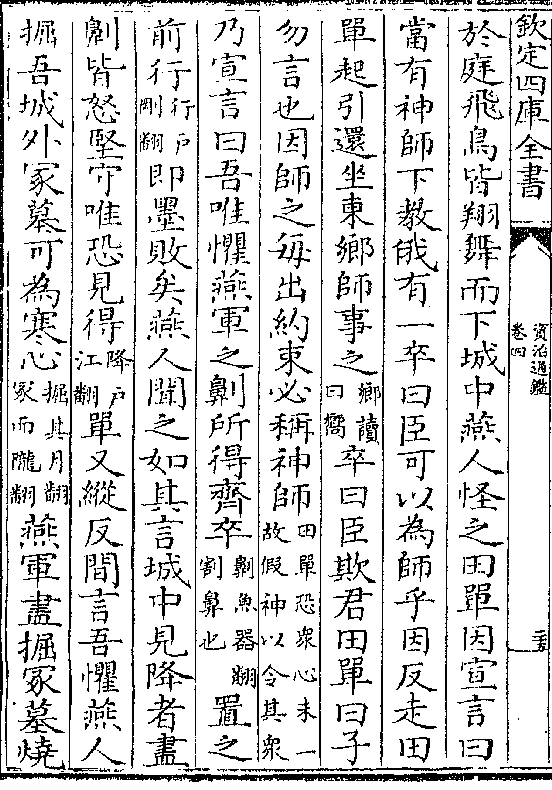 欽定四庫全書
資治通鑑
卷四
三五
於庭飛鳥皆翔舞而下城中燕人怪之田單因宣言曰
當有神師下教俄有一卒曰臣可以為師乎因反走田
單起引還坐東鄉師事之鄉讀曰嚮卒曰臣欺君田單曰子
勿言也因師之每出約束必稱神師田單恐衆心未一故假神以令其衆
乃宣言曰吾唯懼燕軍之劓所得齊卒劓魚器翻割鼻也置之
前行行戶剛翻即墨敗矣燕人聞之如其言城中見降者盡
劓皆怒堅守唯恐見得降戶江翻單又縱反間言吾懼燕人
掘吾城外冢墓可為寒心掘其月翻冢而隴翻燕軍盡掘冢墓燒